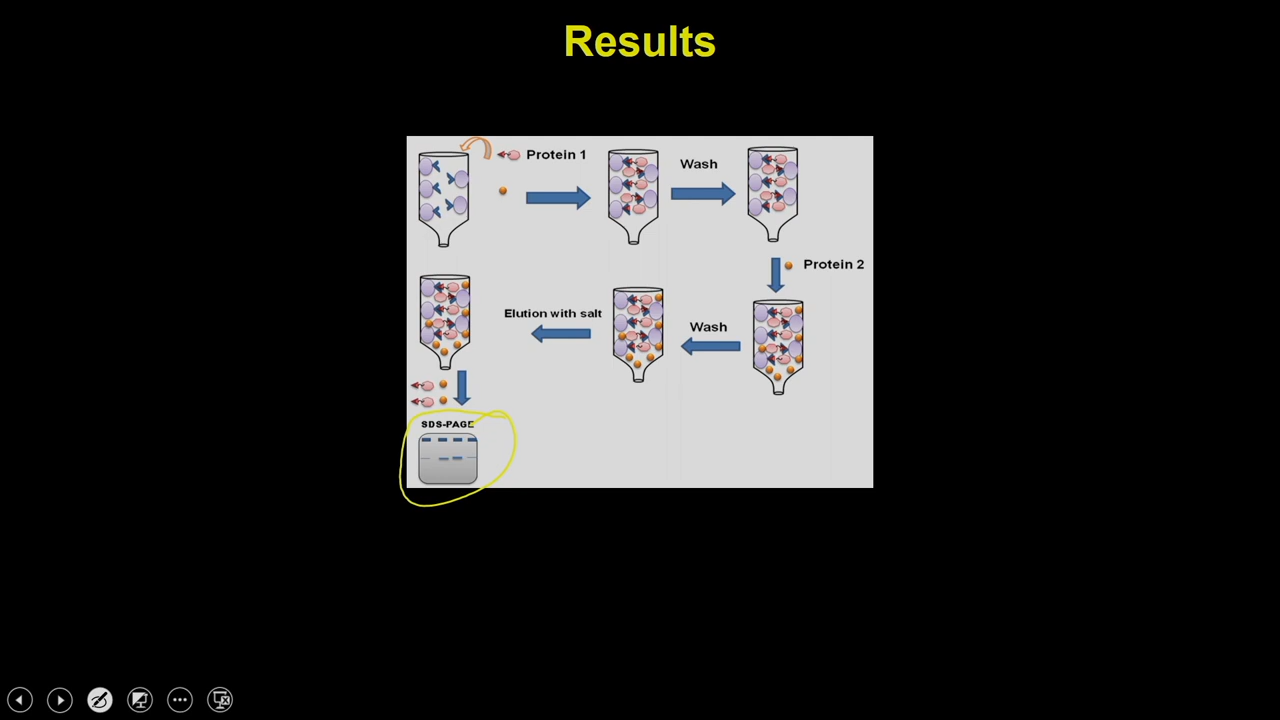 Results
Protein 1
Wash
Protein 2
Wash
Elution with salt
SDS-PAGE